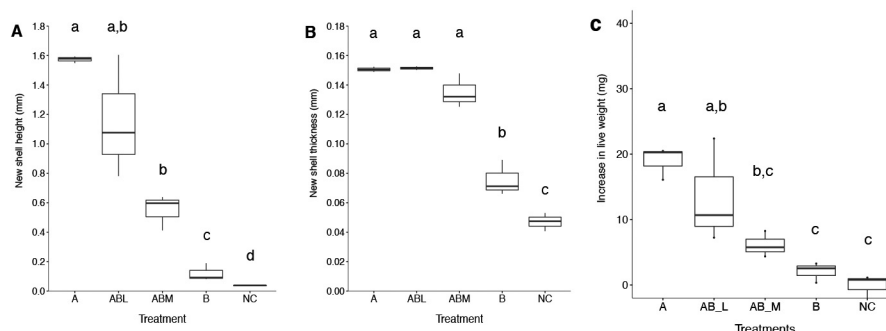 A
New shell height (mm)
1.8
1.6
1.4
1.2
1.0
0.8
0.6
0.4
0.2
0.0
a
a,b
b
c
d
A ABL ABM B NC
Treatment
B
New shell thickness (mm)
0.18
0.16
0.14
0.12
0.10
0.08
0.06
0.04
0.02
0.00
a a a
b
c
A ABL ABM B NC
Treatment
C
Increase in live weight (mg)
40
30
20
10
0
a
a,b
b,c
c
c
A AB_L AB_M B NC
Treatments